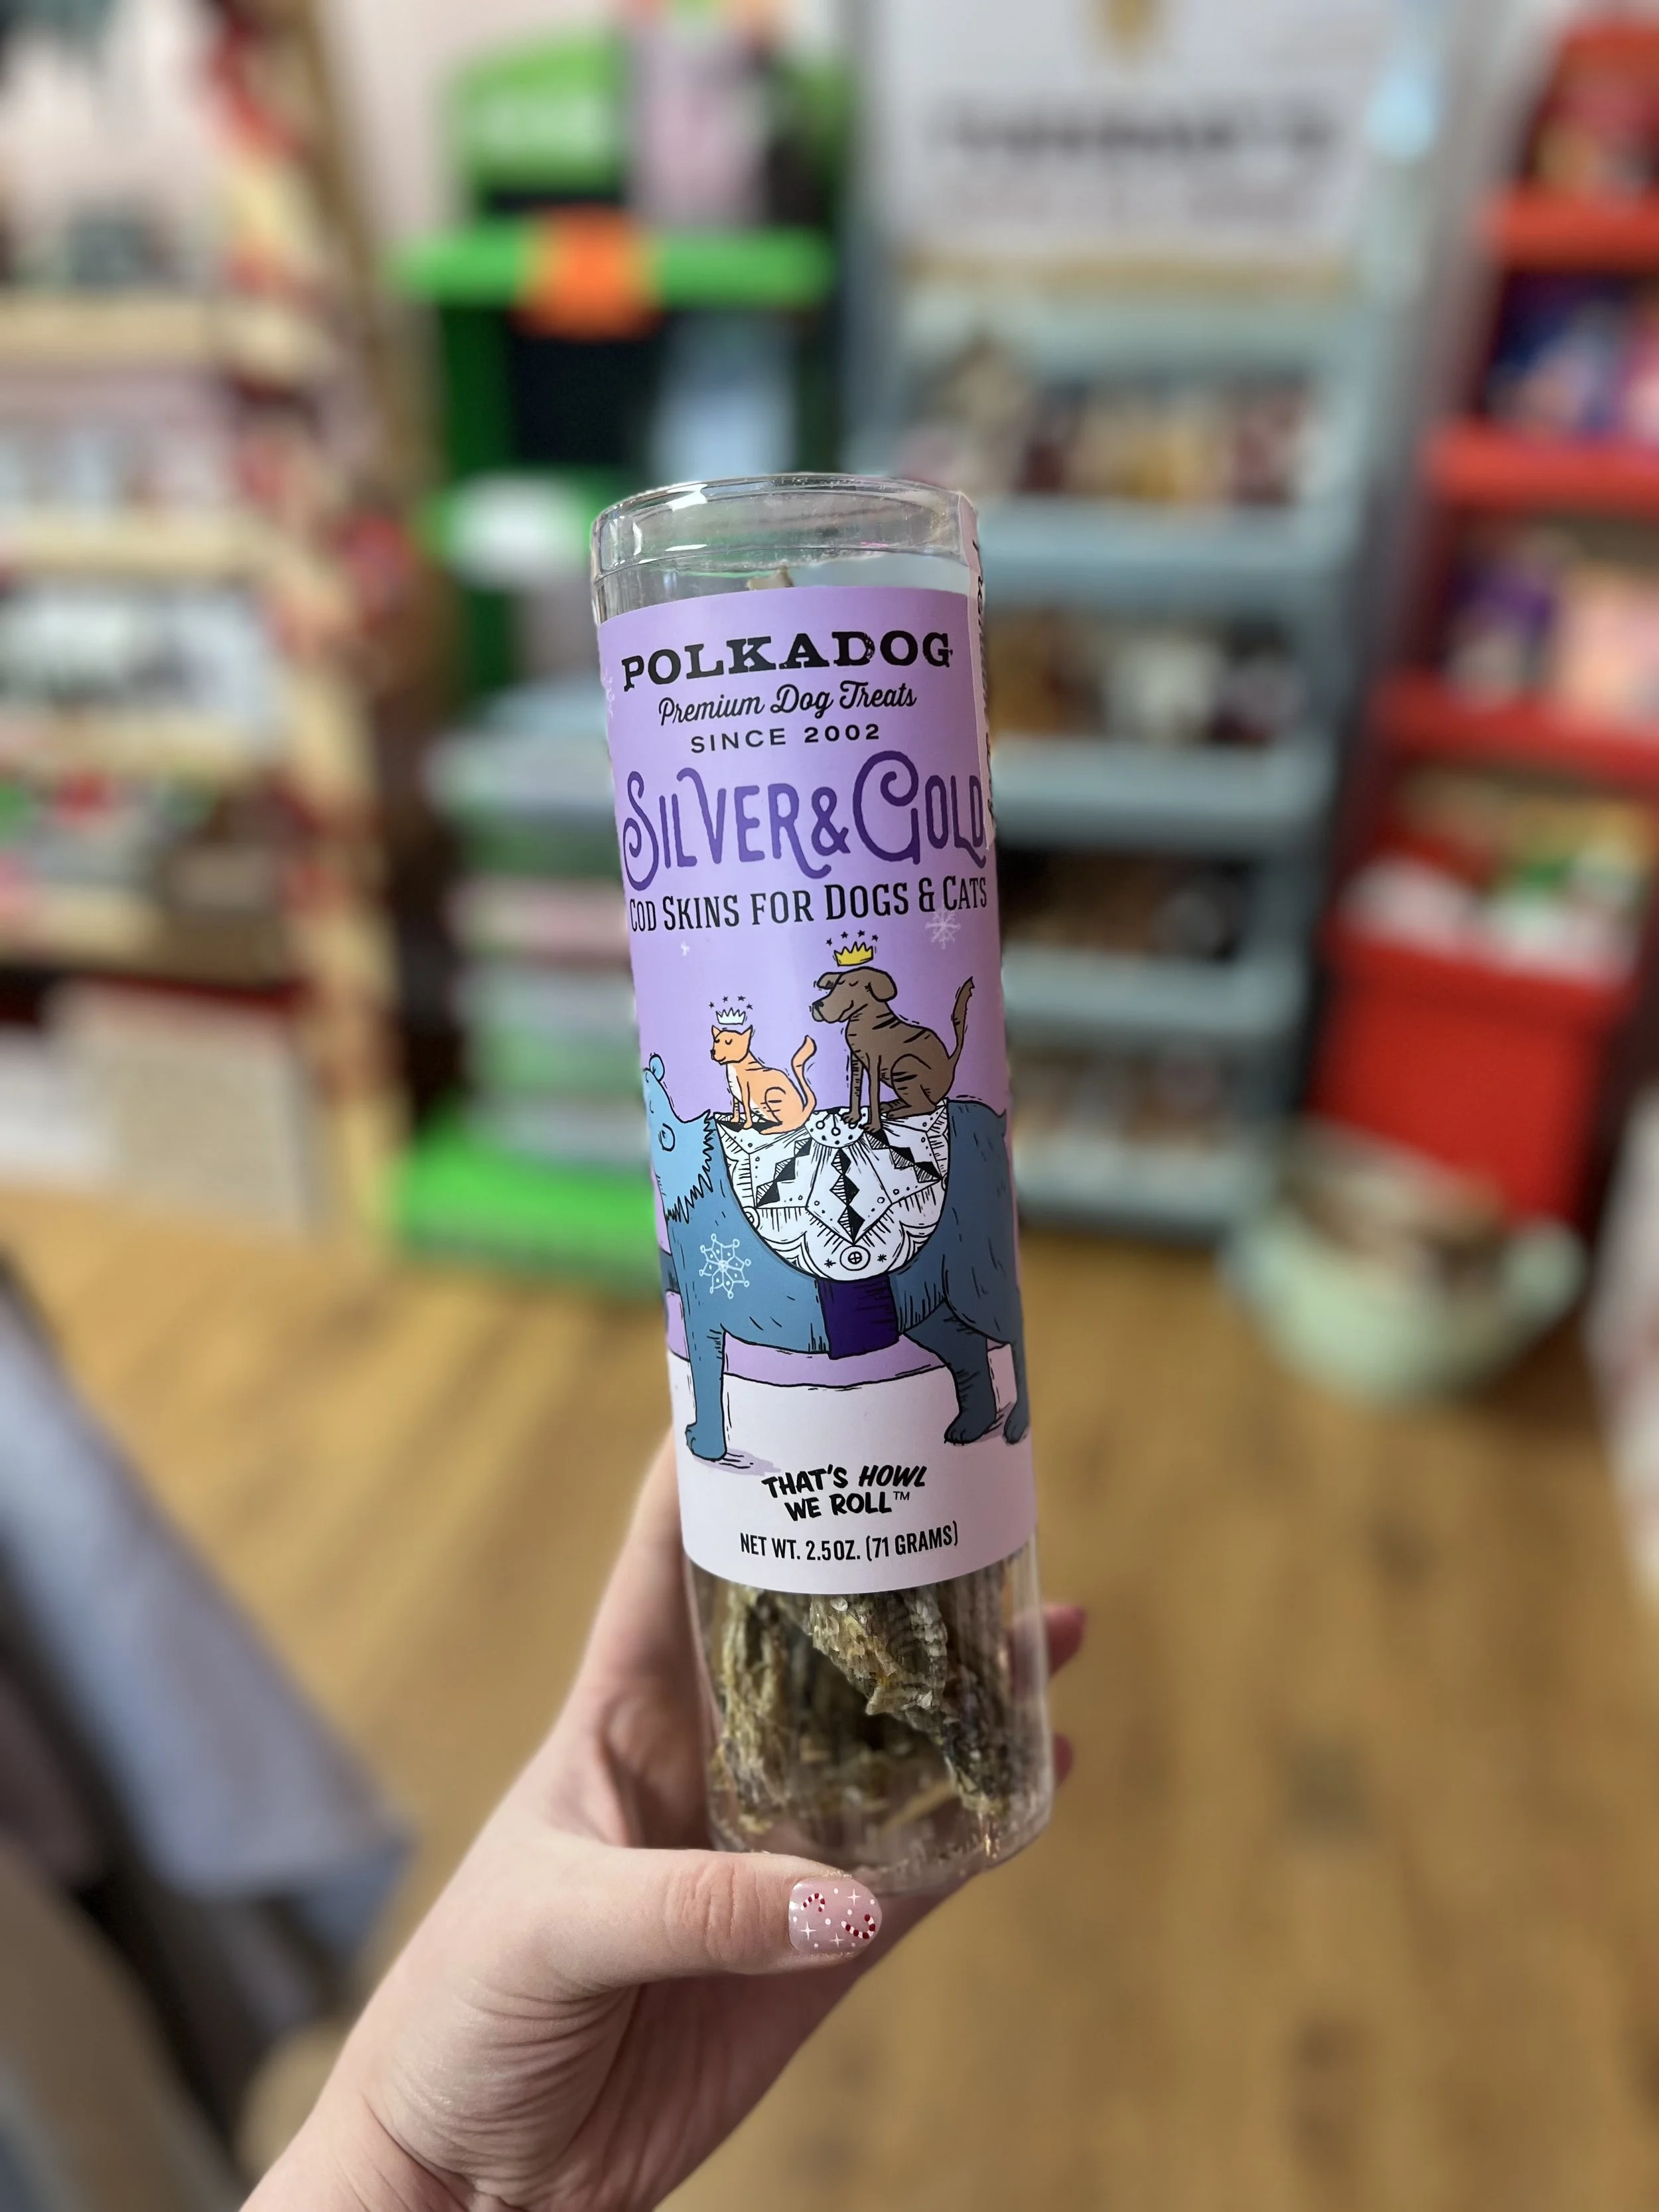 POLKADOG
Premium Dog Treats
SINCE 2002
SILVER & GOLD
COD SKINS FOR DOGS & CATS
THAT'S HOWL
WE ROLL™
NET WT. 2.5OZ. (71 GRAMS)